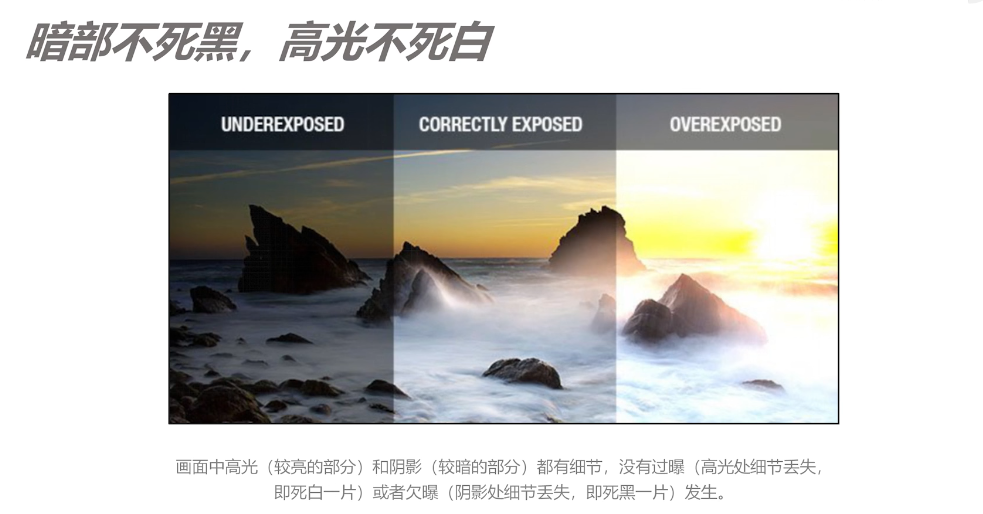 暗部不死黑，高光不死白
UNDEREXPOSED
CORRECTLY EXPOSED
OVEREXPOSED
画面中高光（较亮的部分）和阴影（较暗的部分）都有细节，没有过曝（高光处细节丢失，
即死白一片）或者欠曝（阴影处细节丢失，即死黑一片）发生。